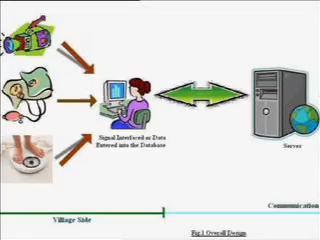 Signal Interfaced or Data
Entered into the Database
Server
Communication
Village Side
Fig.1 Overall Design